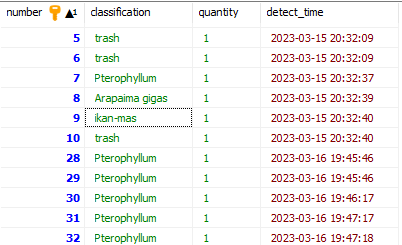 number 1 classification quantity detect_time
5 trash 1 2023-03-15 20:32:09
6 trash 1 2023-03-15 20:32:09
7 Pterophyllum 1 2023-03-15 20:32:37
8 Arapaima gigas 1 2023-03-15 20:32:39
9 ikan-mas 1 2023-03-15 20:32:40
10 trash 1 2023-03-15 20:32:40
28 Pterophyllum 1 2023-03-16 19:45:46
29 Pterophyllum 1 2023-03-16 19:45:46
30 Pterophyllum 1 2023-03-16 19:46:17
31 Pterophyllum 1 2023-03-16 19:47:17
32 Pterophyllum 1 2023-03-16 19:47:18